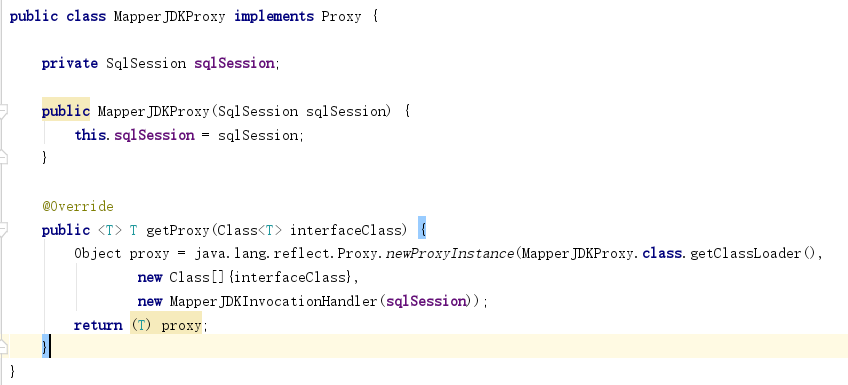 public class MapperJDKProxy implements Proxy {
private SqlSession sqlSession;
public MapperJDKProxy(SqlSession sqlSession) {
this.sqlSession = sqlSession;
}
@Override
public <T> T getProxy(Class<T> interfaceClass) {
Object proxy = java.lang.reflect.Proxy.newProxyInstance(MapperJDKProxy.class.getClassLoader(),
new Class[]{interfaceClass},
new MapperJDKInvocationHandler(sqlSession));
return (T) proxy;
}
}